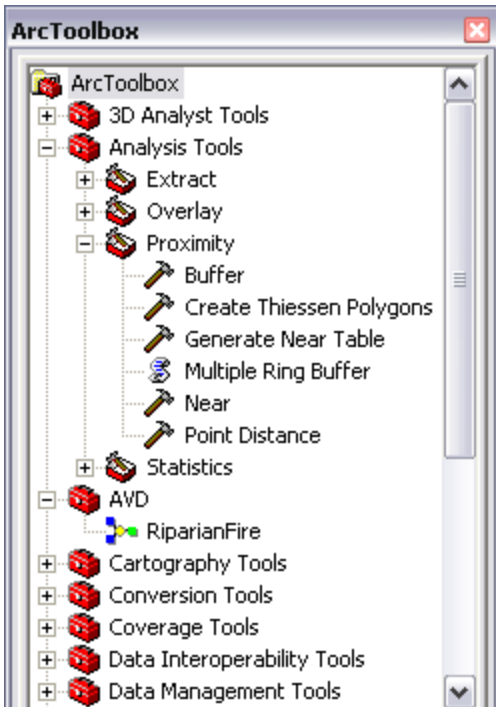 ArcToolbox
ArcToolbox
3D Analyst Tools
Analysis Tools
Extract
Overlay
Proximity
Buffer
Create Thiessen Polygons
Generate Near Table
Multiple Ring Buffer
Near
Point Distance
Statistics
AVD
RiparianFire
Cartography Tools
Conversion Tools
Coverage Tools
Data Interoperability Tools
Data Management Tools